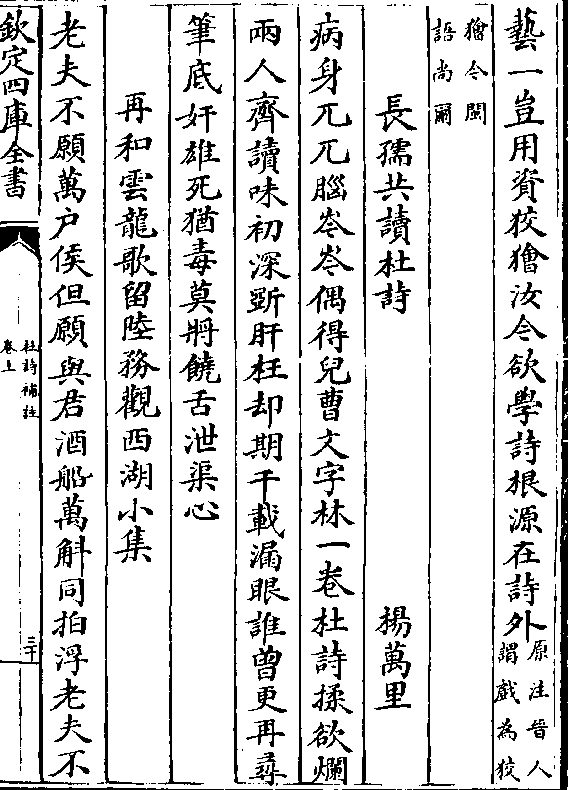 藝一豈用資狡獪汝令欲學詩根源在詩外原注晉人謂戲為狡
獪今閩語尚爾
長孺共讀杜詩 楊萬里
病身兀兀腦岑岑偶得兒曹文字林一卷杜詩揉欲爛
兩人齊讀味初深斲肝枉却期千載漏眼誰曾更再尋
筆底奸雄死猶毒莫將饒舌泄渠心
再和雲龍歌留陸務觀西湖小集
老夫不願萬户侯但願與君酒船萬斛同拍浮老夫不
欽定四庫全書
杜詩補註
卷上
三十